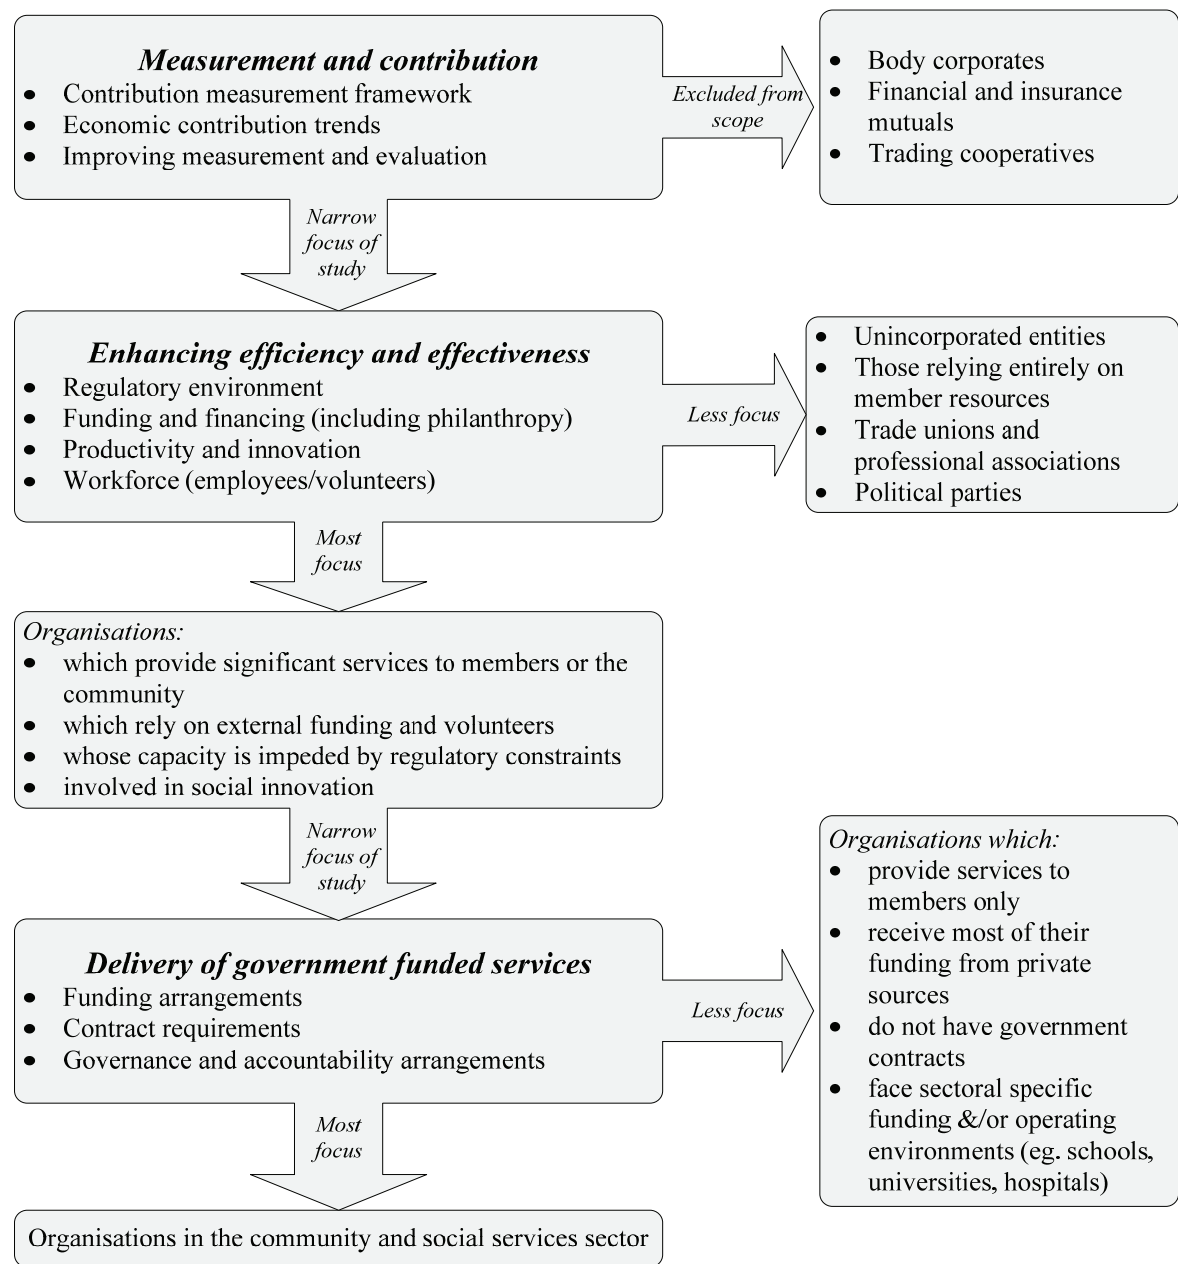 Measurement and contribution
• Contribution measurement framework
• Economic contribution trends
• Improving measurement and evaluation
Excluded from
scope
• Body corporates
• Financial and insurance
mutuals
• Trading cooperatives
Narrow
focus of
study
Enhancing efficiency and effectiveness
• Regulatory environment
• Funding and financing (including philanthropy)
• Productivity and innovation
• Workforce (employees/volunteers)
Less focus
• Unincorporated entities
• Those relying entirely on
member resources
• Trade unions and
professional associations
• Political parties
Most
focus
Organisations:
• which provide significant services to members or the
community
• which rely on external funding and volunteers
• whose capacity is impeded by regulatory constraints
• involved in social innovation
Narrow
focus of
study
Delivery of government funded services
• Funding arrangements
• Contract requirements
• Governance and accountability arrangements
Less focus
Organisations which:
• provide services to
members only
• receive most of their
funding from private
sources
• do not have government
contracts
• face sectoral specific
funding &/or operating
environments (eg. schools,
universities, hospitals)
Most
focus
Organisations in the community and social services sector